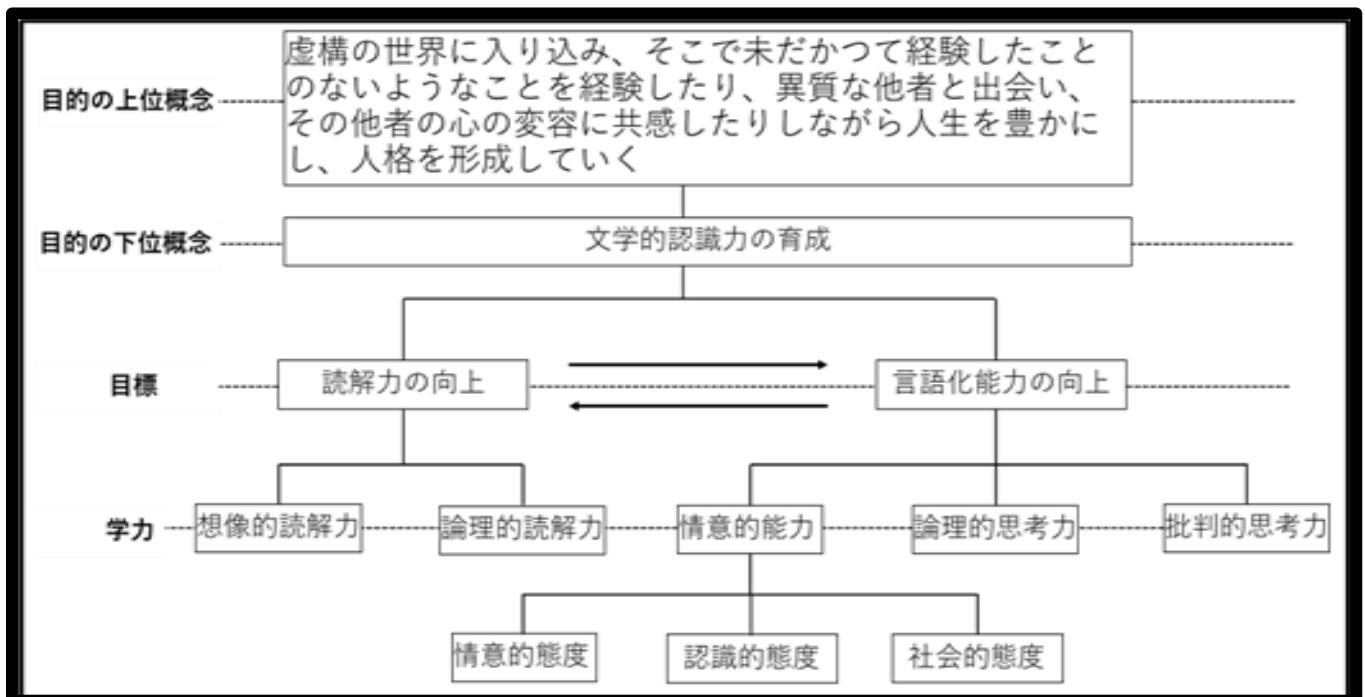 目的の上位概念
虚構の世界に入り込み、そこで未だかつて経験したこと
のないようなことを経験したり、異質な他者と出会い、
その他者の心の変容に共感したりしながら人生を豊かに
し、人格を形成していく
目的の下位概念
文学的認識力の育成
目標
読解力の向上
言語化能力の向上
学力
想像的読解力
論理的読解力
情意的能力
論理的思考力
批判的思考力
情意的態度
認識的態度
社会的態度